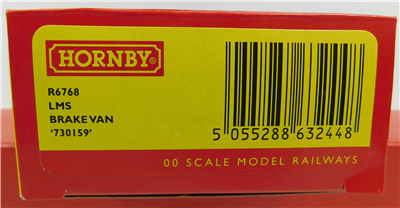 HORNBY
R6768
LMS
BRAKE VAN
'730159'
5 055288 632448
00 SCALE MODEL RAILWAYS